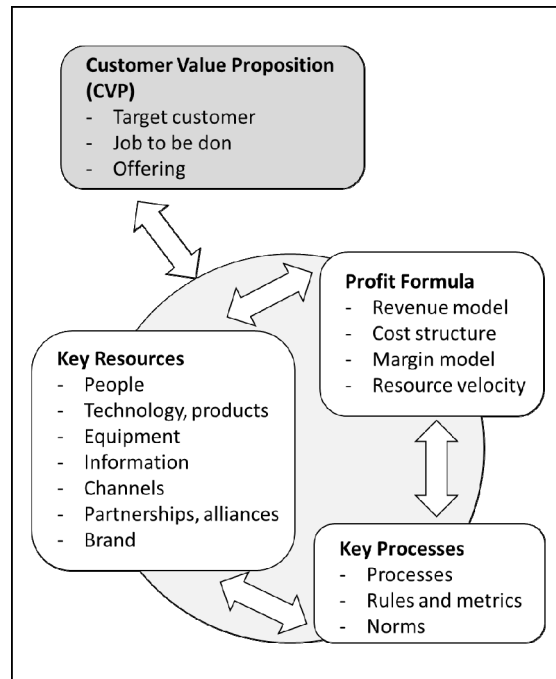 Customer Value Proposition
(CVP)
- Target customer
- Job to be don
- Offering
Profit Formula
- Revenue model
- Cost structure
- Margin model
- Resource velocity
Key Resources
- People
- Technology, products
- Equipment
- Information
- Channels
- Partnerships, alliances
- Brand
Key Processes
- Processes
- Rules and metrics
- Norms